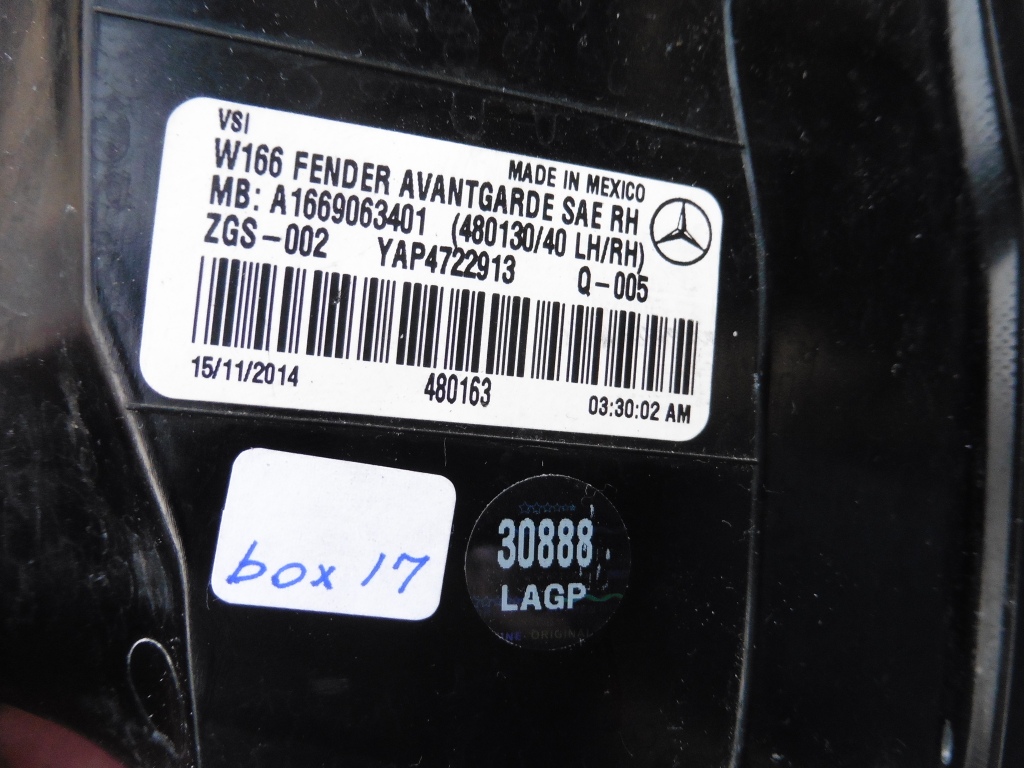 VSI
MADE IN MEXICO
W166 FENDER AVANTGARDE SAE RH
MB: A1669063401 (480130/40 LH/RH)
ZGS-002 YAP4722913 Q-005
15/11/2014 480163 03:30:02 AM
box 17
30888
LAGP
ORIGINAL